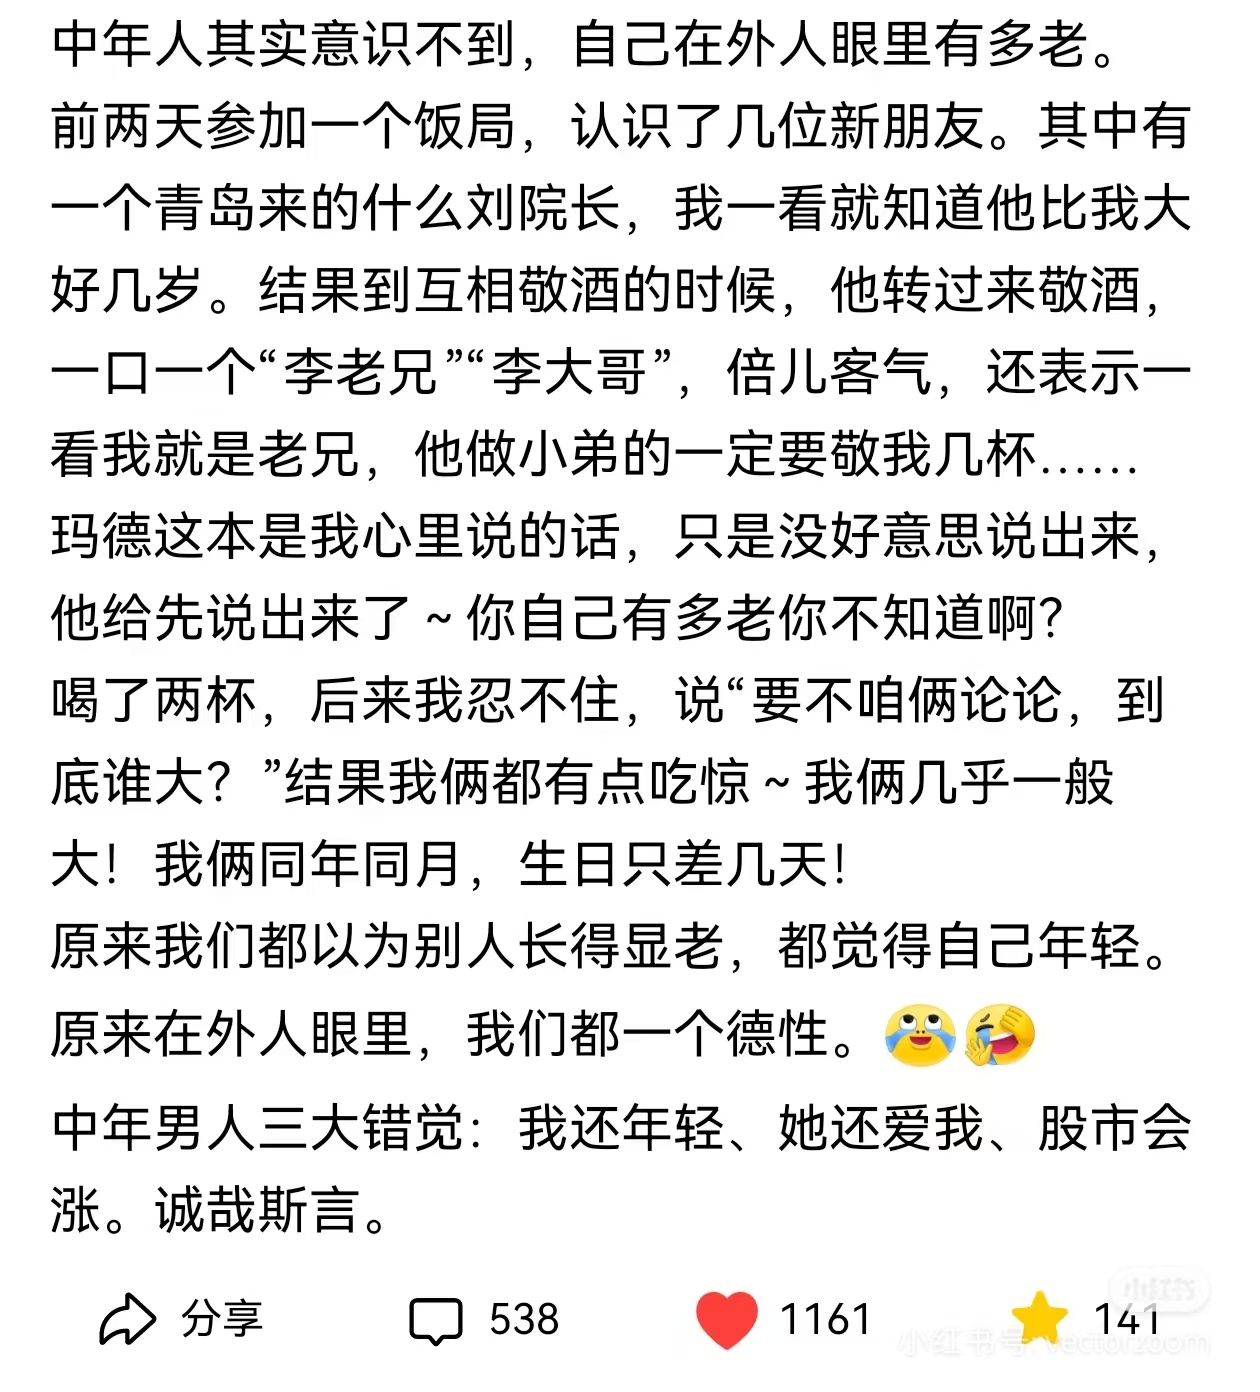 中年人其实意识不到，自己在外人眼里有多老。
前两天参加一个饭局，认识了几位新朋友。其中有
一个青岛来的什么刘院长，我一看就知道他比我大
好几岁。结果到互相敬酒的时候，他转过来敬酒，
一口一个“李老兄”“李大哥”，倍儿客气，还表示一
看我就是老兄，他做小弟的一定要敬我几杯……
玛德这本是我心里说的话，只是没好意思说出来，
他给先说出来了～你自己有多老你不知道啊？
喝了两杯，后来我忍不住，说“要不咱俩论论，到
底谁大？”结果我俩都有点吃惊～我俩几乎一般
大！我俩同年同月，生日只差几天！
原来我们都以为别人长得显老，都觉得自己年轻。
原来在外人眼里，我们都一个德性。
中年男人三大错觉：我还年轻、她还爱我、股市会
涨。诚哉斯言。
分享 538 1161 141
小红书
小红书号: vectorzoom